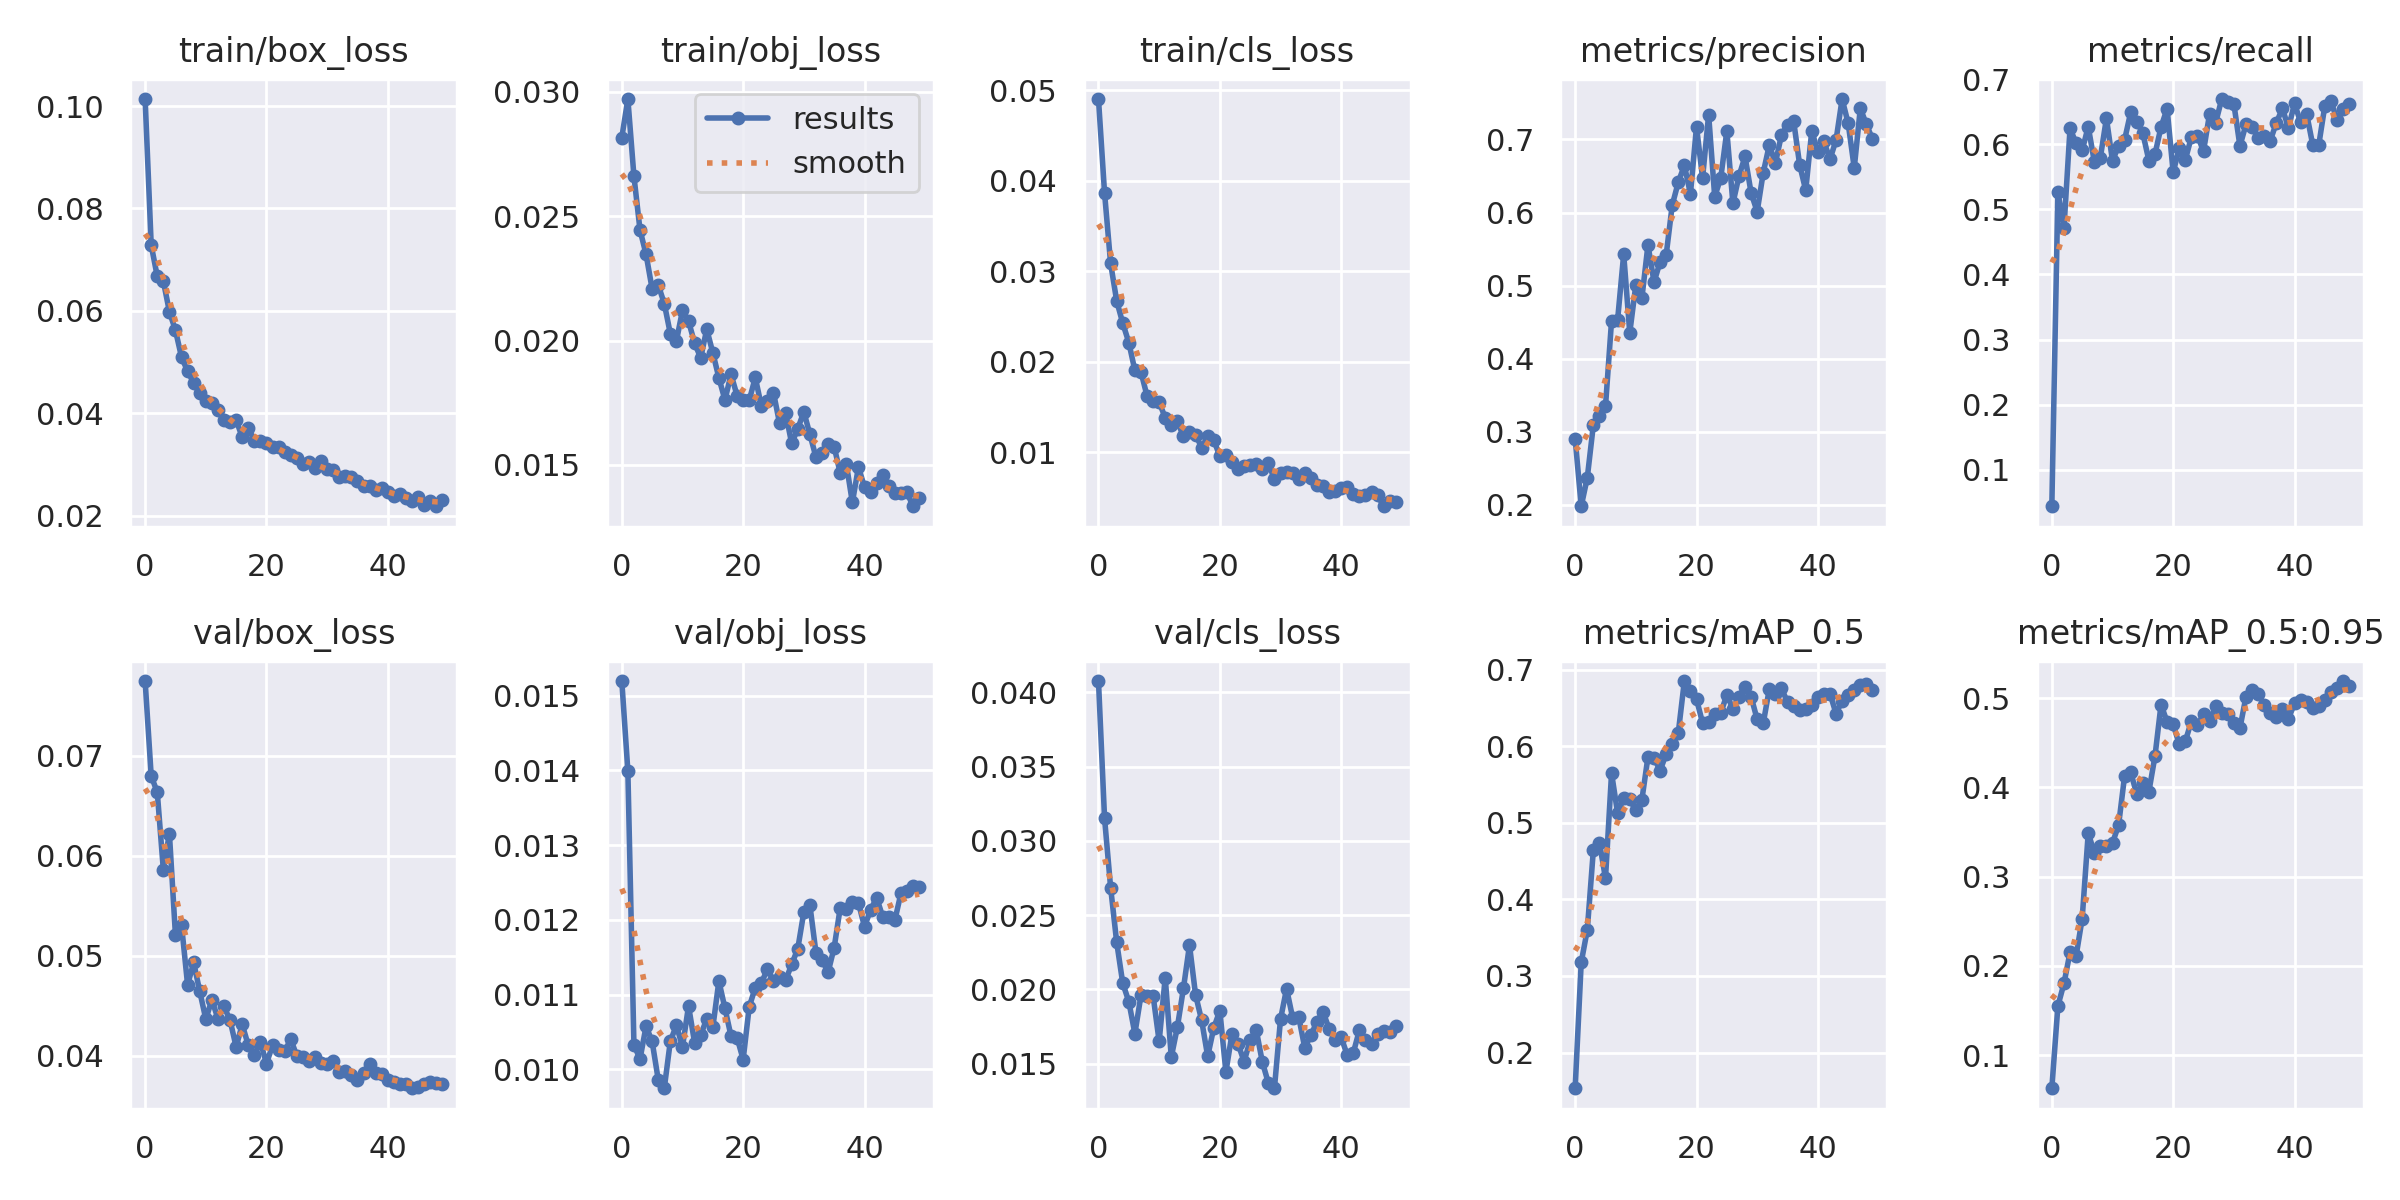 train/box_loss
0.10
0.08
0.06
0.04
0.02
0 20 40
train/obj_loss
0.030
0.025
0.020
0.015
results
smooth
0 20 40
train/cls_loss
0.05
0.04
0.03
0.02
0.01
0 20 40
metrics/precision
0.7
0.6
0.5
0.4
0.3
0.2
0 20 40
metrics/recall
0.7
0.6
0.5
0.4
0.3
0.2
0.1
0 20 40
val/box_loss
0.07
0.06
0.05
0.04
0 20 40
val/obj_loss
0.015
0.014
0.013
0.012
0.011
0.010
0 20 40
val/cls_loss
0.040
0.035
0.030
0.025
0.020
0.015
0 20 40
metrics/mAP_0.5
0.7
0.6
0.5
0.4
0.3
0.2
0 20 40
metrics/mAP_0.5:0.95
0.5
0.4
0.3
0.2
0.1
0 20 40